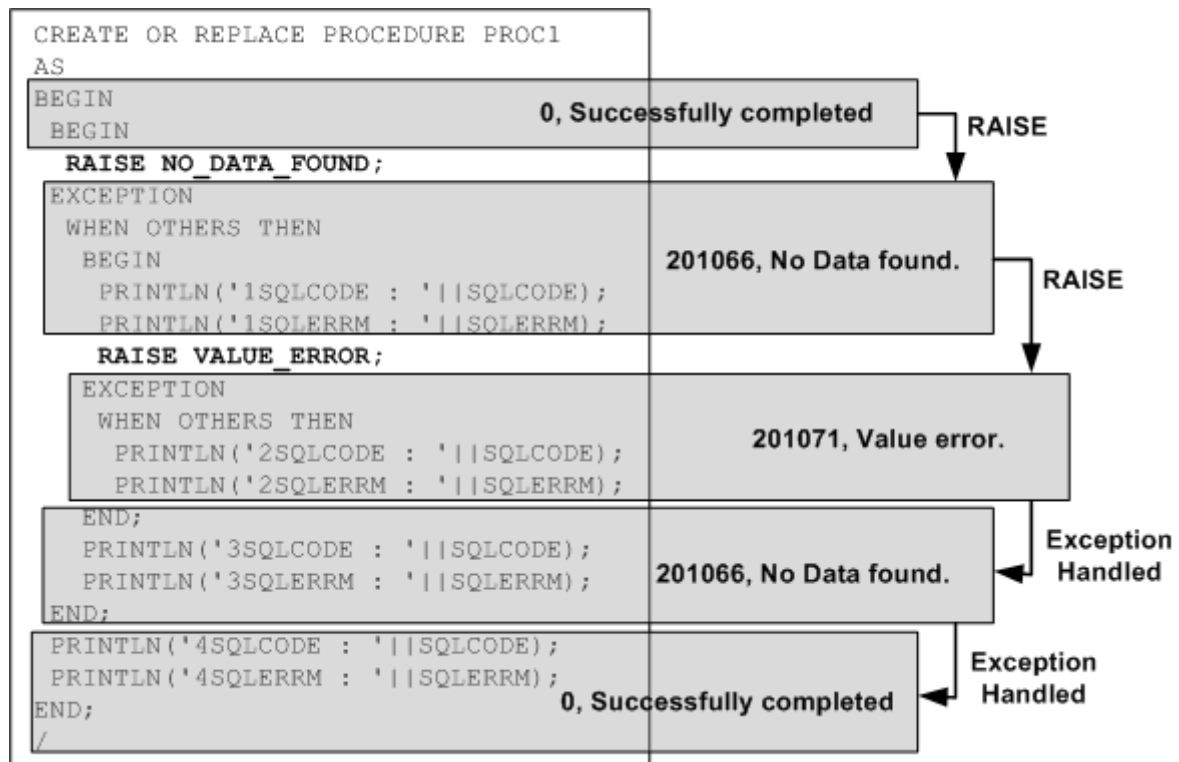 CREATE OR REPLACE PROCEDURE PROC1
AS
BEGIN
0, Successfully completed
BEGIN
RAISE
RAISE NO_DATA_FOUND;
EXCEPTION
WHEN OTHERS THEN
BEGIN
201066, No Data found.
RAISE
PRINTLN('1SQLCODE : '||SQLCODE);
PRINTLN('1SQLERRM : '||SQLERRM);
RAISE VALUE_ERROR;
EXCEPTION
WHEN OTHERS THEN
201071, Value error.
PRINTLN('2SQLCODE : '||SQLCODE);
PRINTLN('2SQLERRM : '||SQLERRM);
END;
PRINTLN('3SQLCODE : '||SQLCODE);
PRINTLN('3SQLERRM : '||SQLERRM);
201066, No Data found.
Exception
Handled
END;
PRINTLN('4SQLCODE : '||SQLCODE);
PRINTLN('4SQLERRM : '||SQLERRM);
END;
0, Successfully completed
Exception
Handled
/